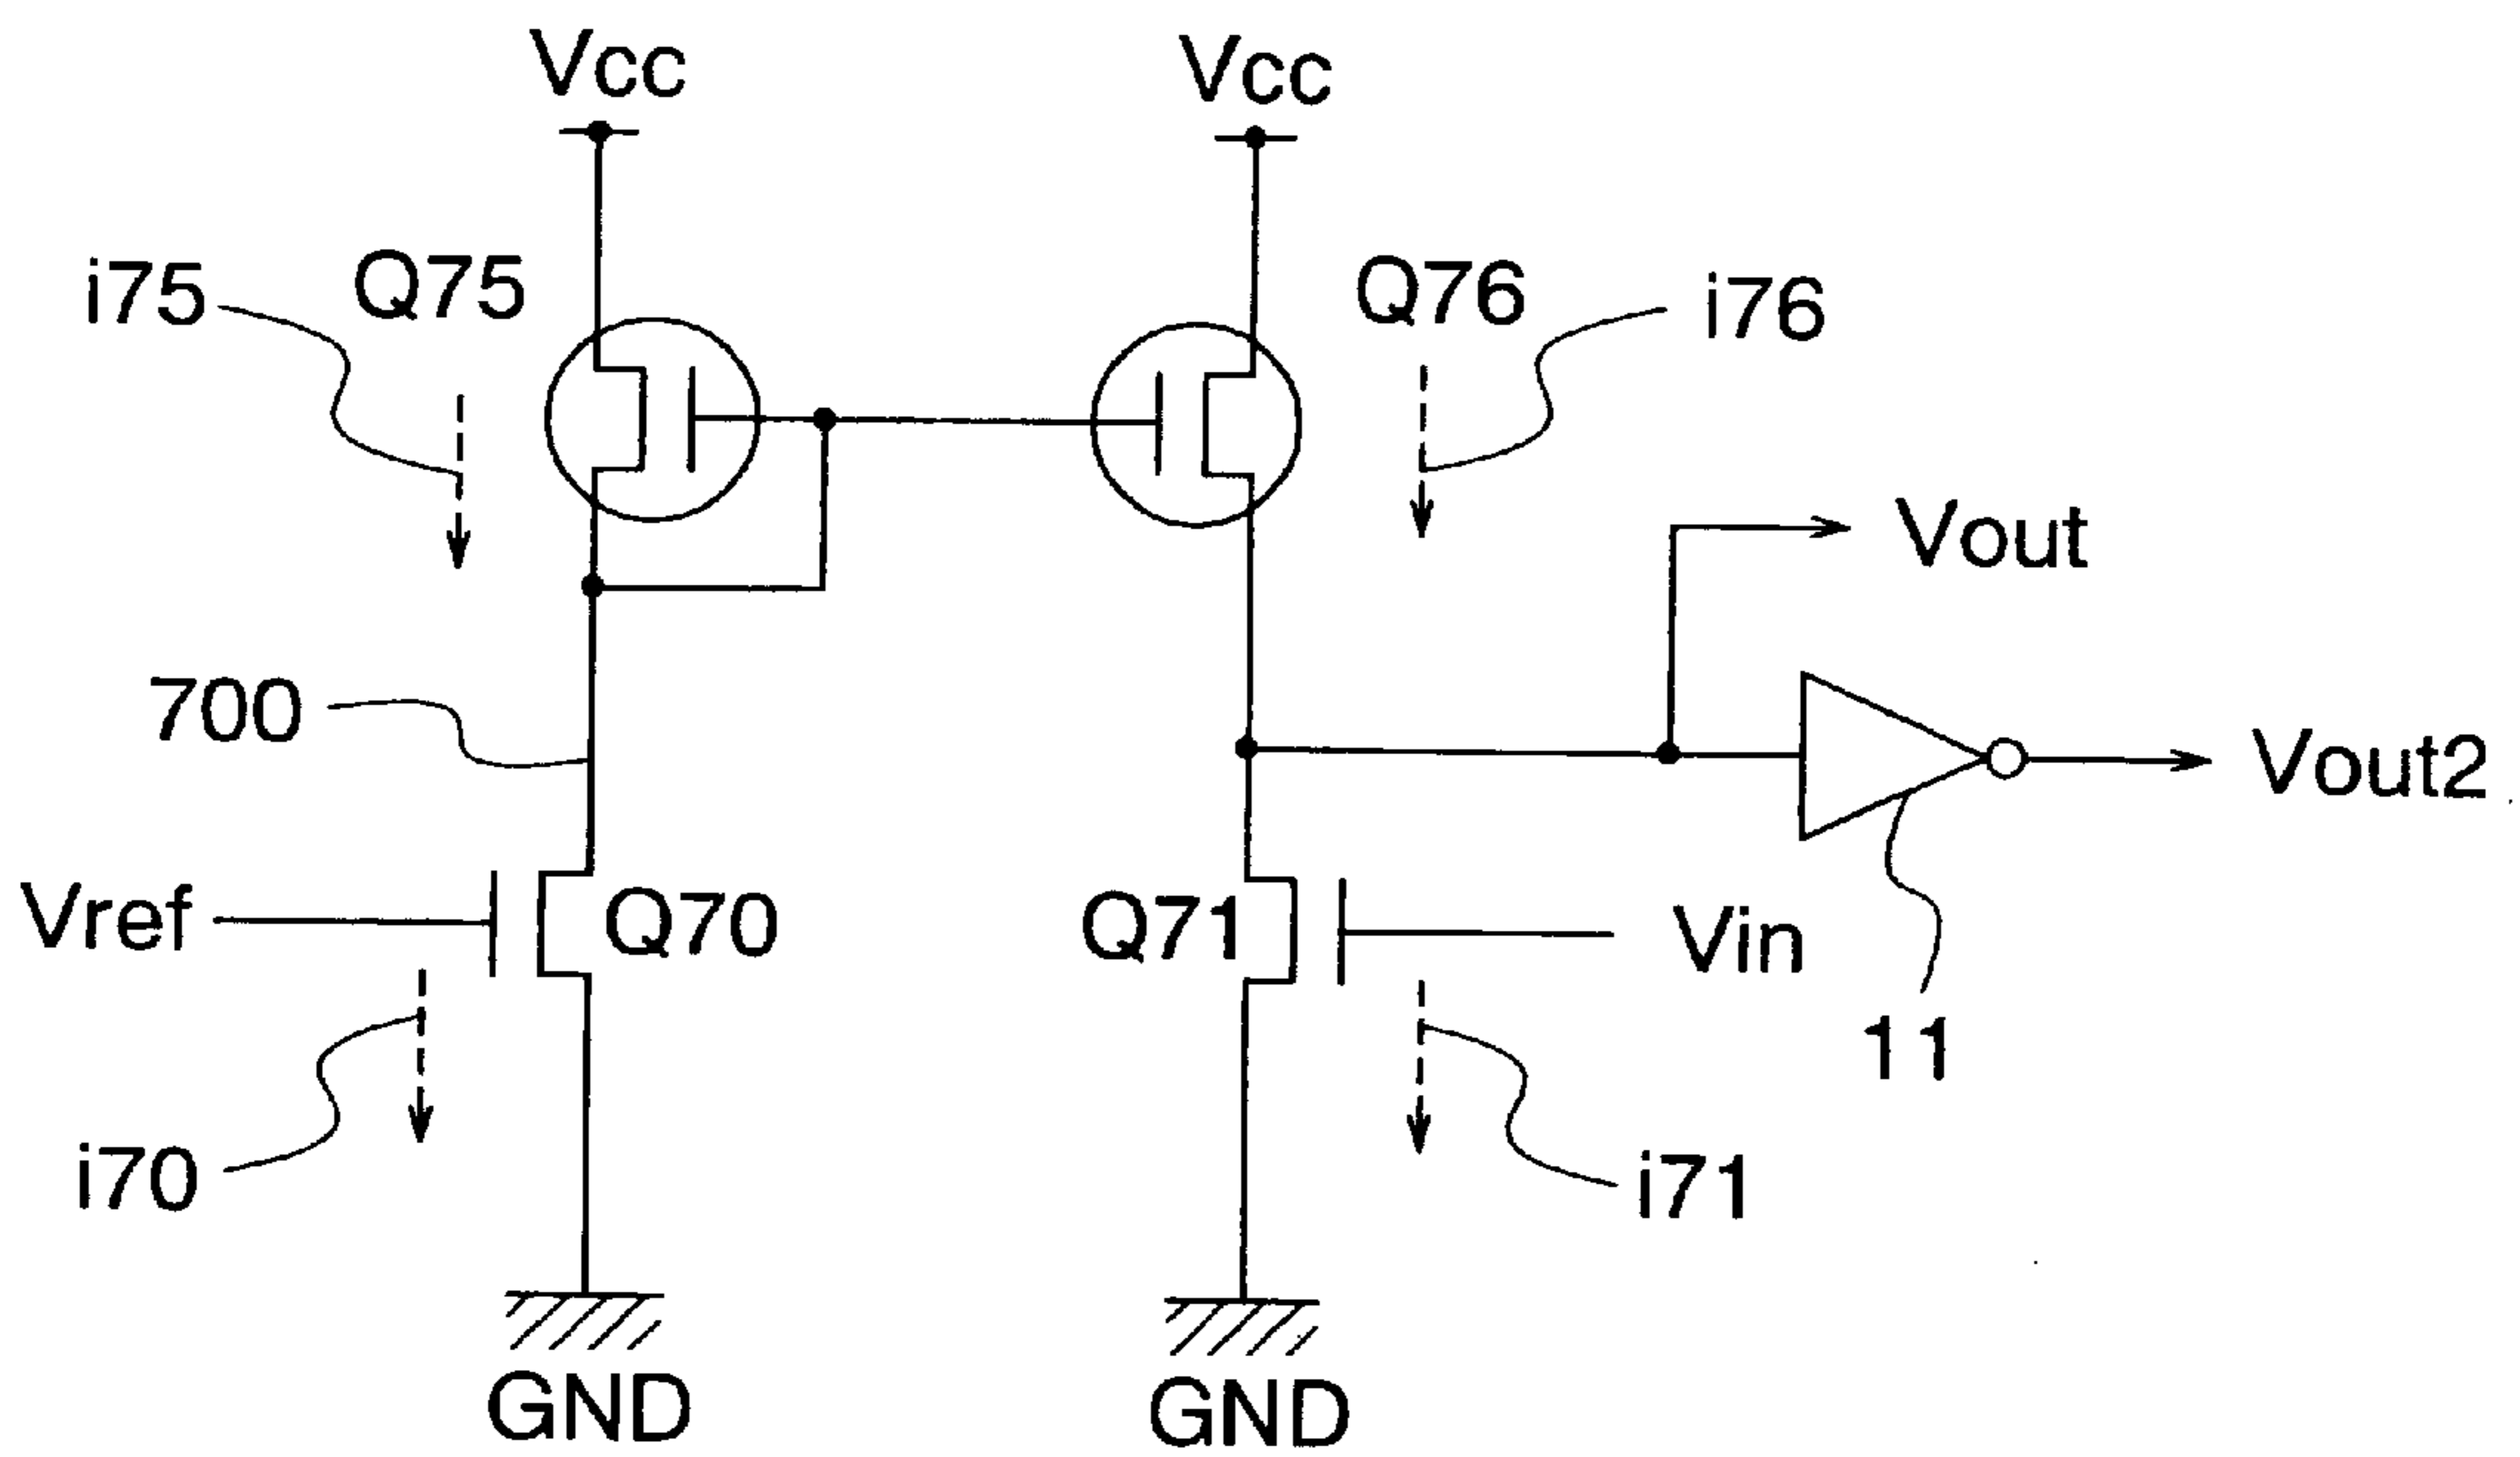 Vcc
Vcc
i75
Q75
Q76
i76
Vout
700
Vout2
Vref
Q70
Q71
Vin
11
i70
i71
GND
GND